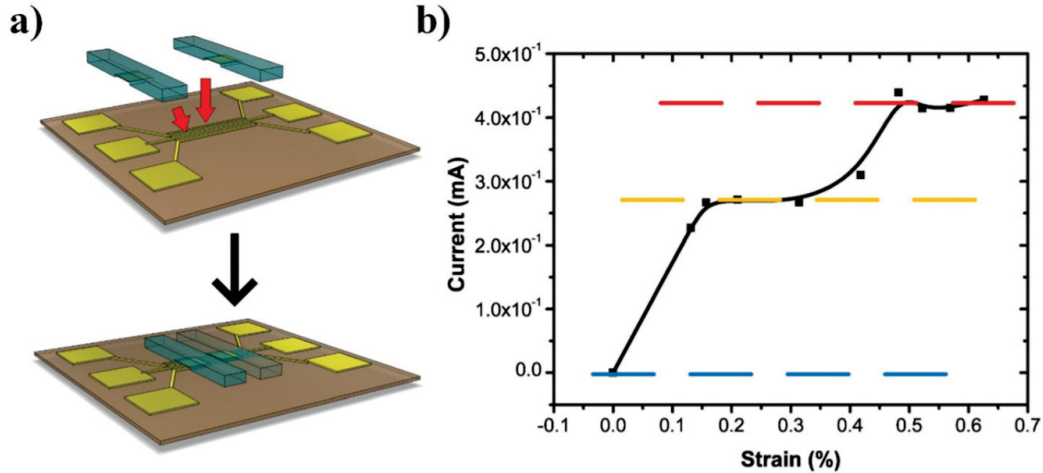 a)
b)
5.0x10⁻¹
4.0x10⁻¹
3.0x10⁻¹
2.0x10⁻¹
1.0x10⁻¹
0.0
Current (mA)
-0.1 0.0 0.1 0.2 0.3 0.4 0.5 0.6 0.7
Strain (%)